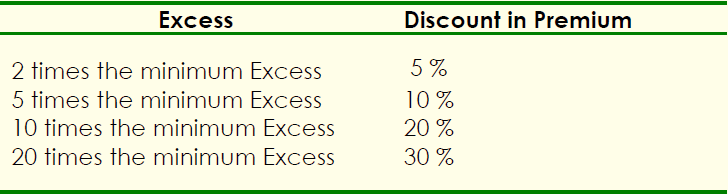 Excess Discount in Premium
2 times the minimum Excess 5 %
5 times the minimum Excess 10 %
10 times the minimum Excess 20 %
20 times the minimum Excess 30 %